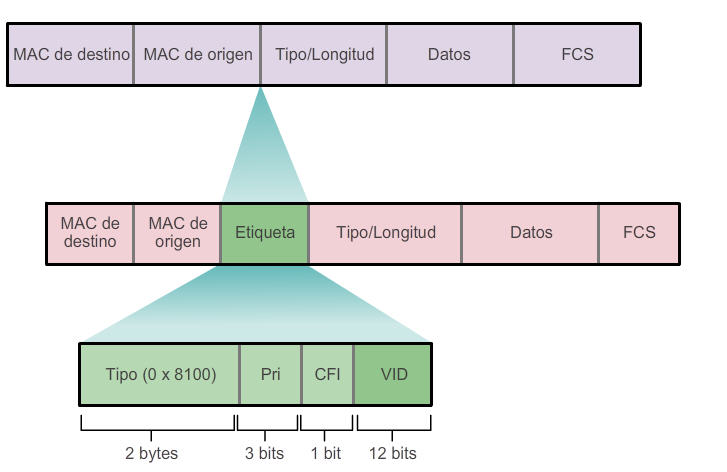 MAC de destino MAC de origen Tipo/Longitud Datos FCS
MAC de destino MAC de origen Etiqueta Tipo/Longitud Datos FCS
Tipo (0 x 8100) Pri CFI VID
2 bytes 3 bits 1 bit 12 bits